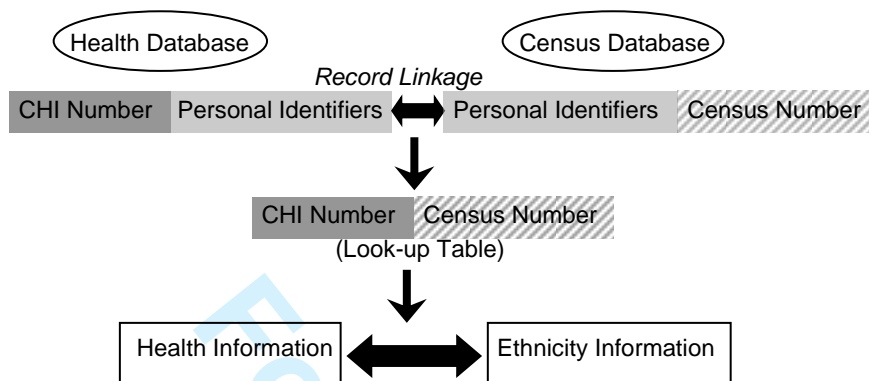 Health Database Census Database
Record Linkage
CHI Number Personal Identifiers Personal Identifiers Census Number
CHI Number Census Number
(Look-up Table)
Health Information Ethnicity Information